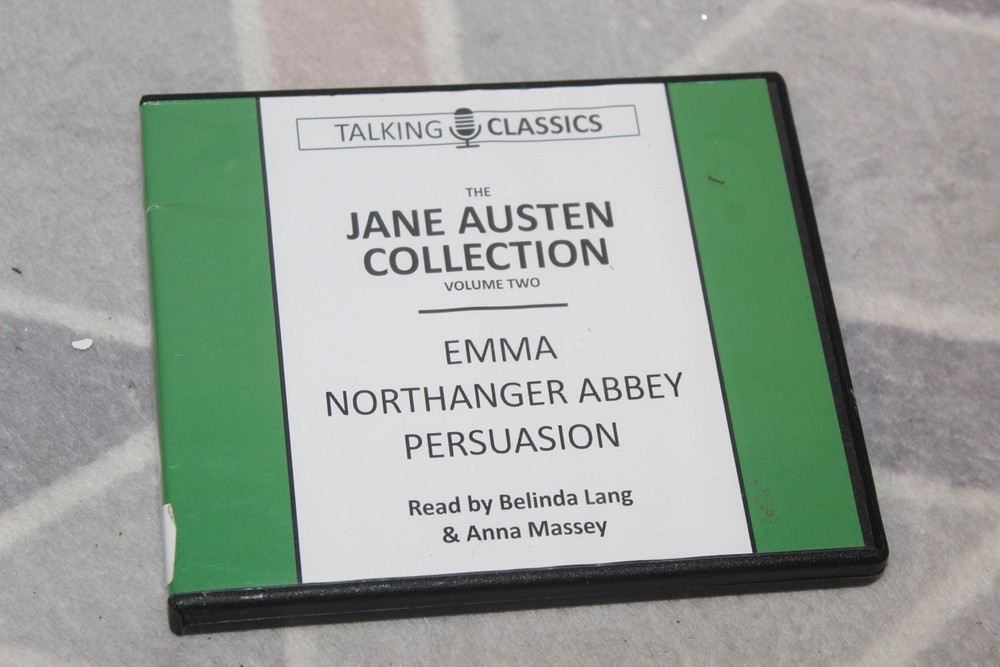 TALKING CLASSICS
THE
JANE AUSTEN
COLLECTION
VOLUME TWO
EMMA
NORTHANGER ABBEY
PERSUASION
Read by Belinda Lang
& Anna Massey